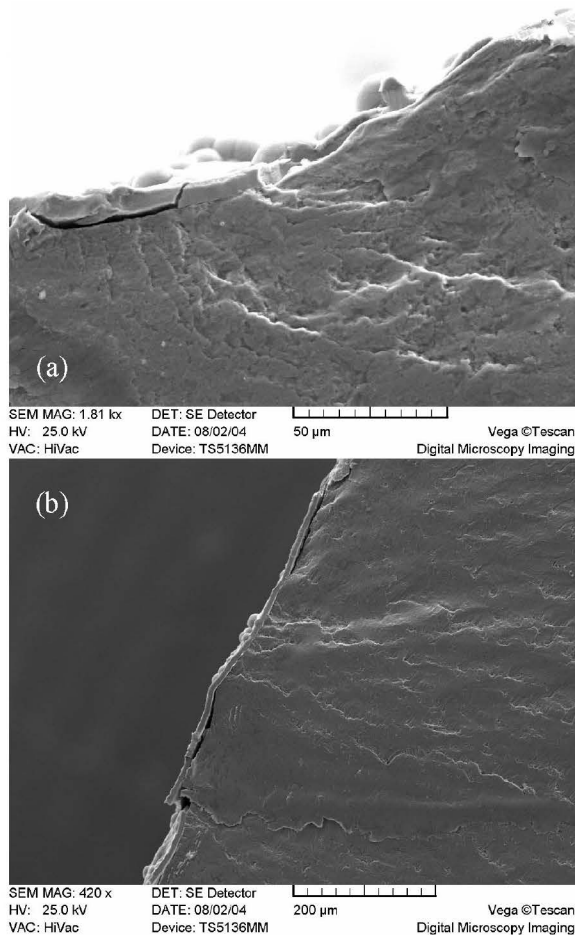 (a)
SEM MAG: 1.81 kx DET: SE Detector
HV: 25.0 kV DATE: 08/02/04 50 µm Vega ©Tescan
VAC: HiVac Device: TS5136MM Digital Microscopy Imaging
(b)
SEM MAG: 420 x DET: SE Detector
HV: 25.0 kV DATE: 08/02/04 200 µm Vega ©Tescan
VAC: HiVac Device: TS5136MM Digital Microscopy Imaging